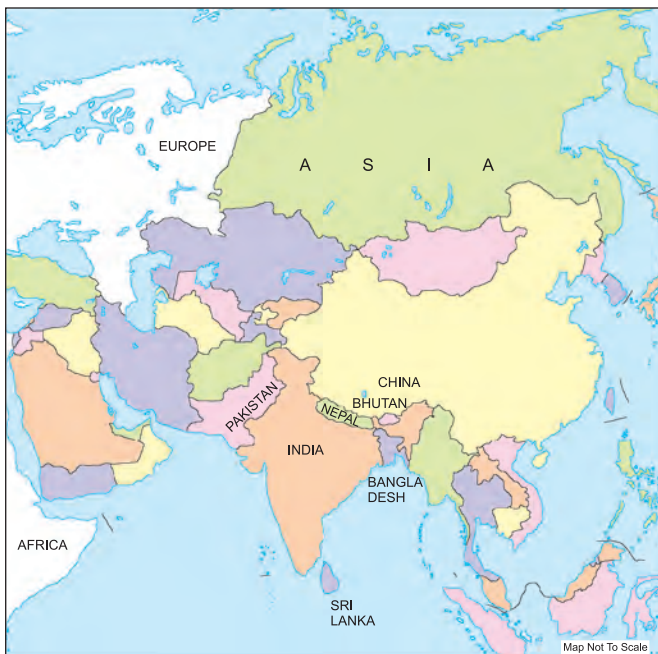 EUROPE
A S I A
CHINA
BHUTAN
NEPAL
PAKISTAN
INDIA
BANGLA
DESH
AFRICA
SRI
LANKA
Map Not To Scale